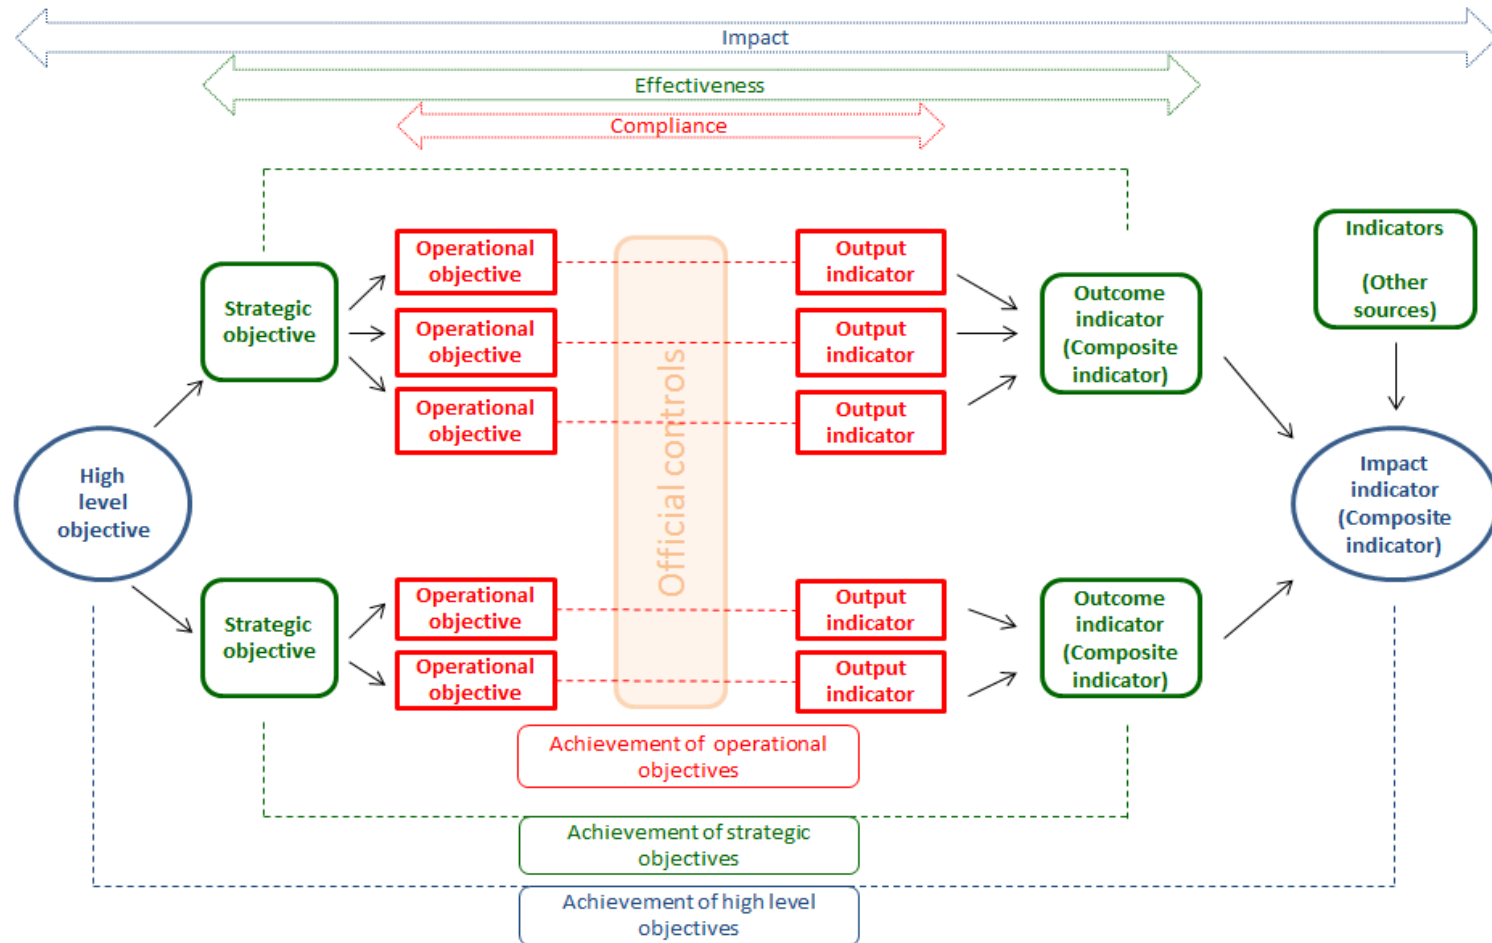 Impact
Effectiveness
Compliance
Operational
objective
Output
indicator
Indicators
(Other
sources)
Strategic
objective
Operational
objective
Output
indicator
Outcome
indicator
(Composite
indicator)
Operational
objective
Output
indicator
Official controls
High
level
objective
Impact
indicator
(Composite
indicator)
Strategic
objective
Operational
objective
Output
indicator
Operational
objective
Output
indicator
Outcome
indicator
(Composite
indicator)
Achievement of operational
objectives
Achievement of strategic
objectives
Achievement of high level
objectives